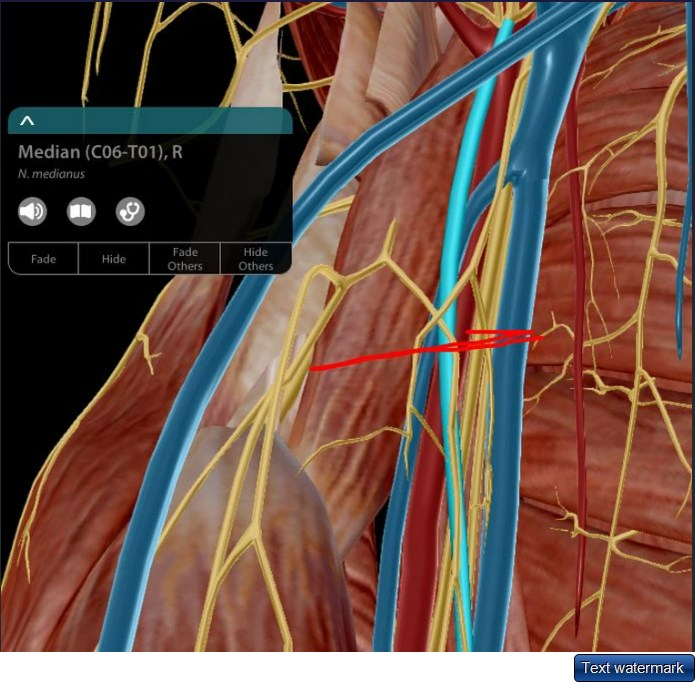 Median (C06-T01), R
N. medianus
Fade
Hide
Fade
Others
Hide
Others
Text watermark